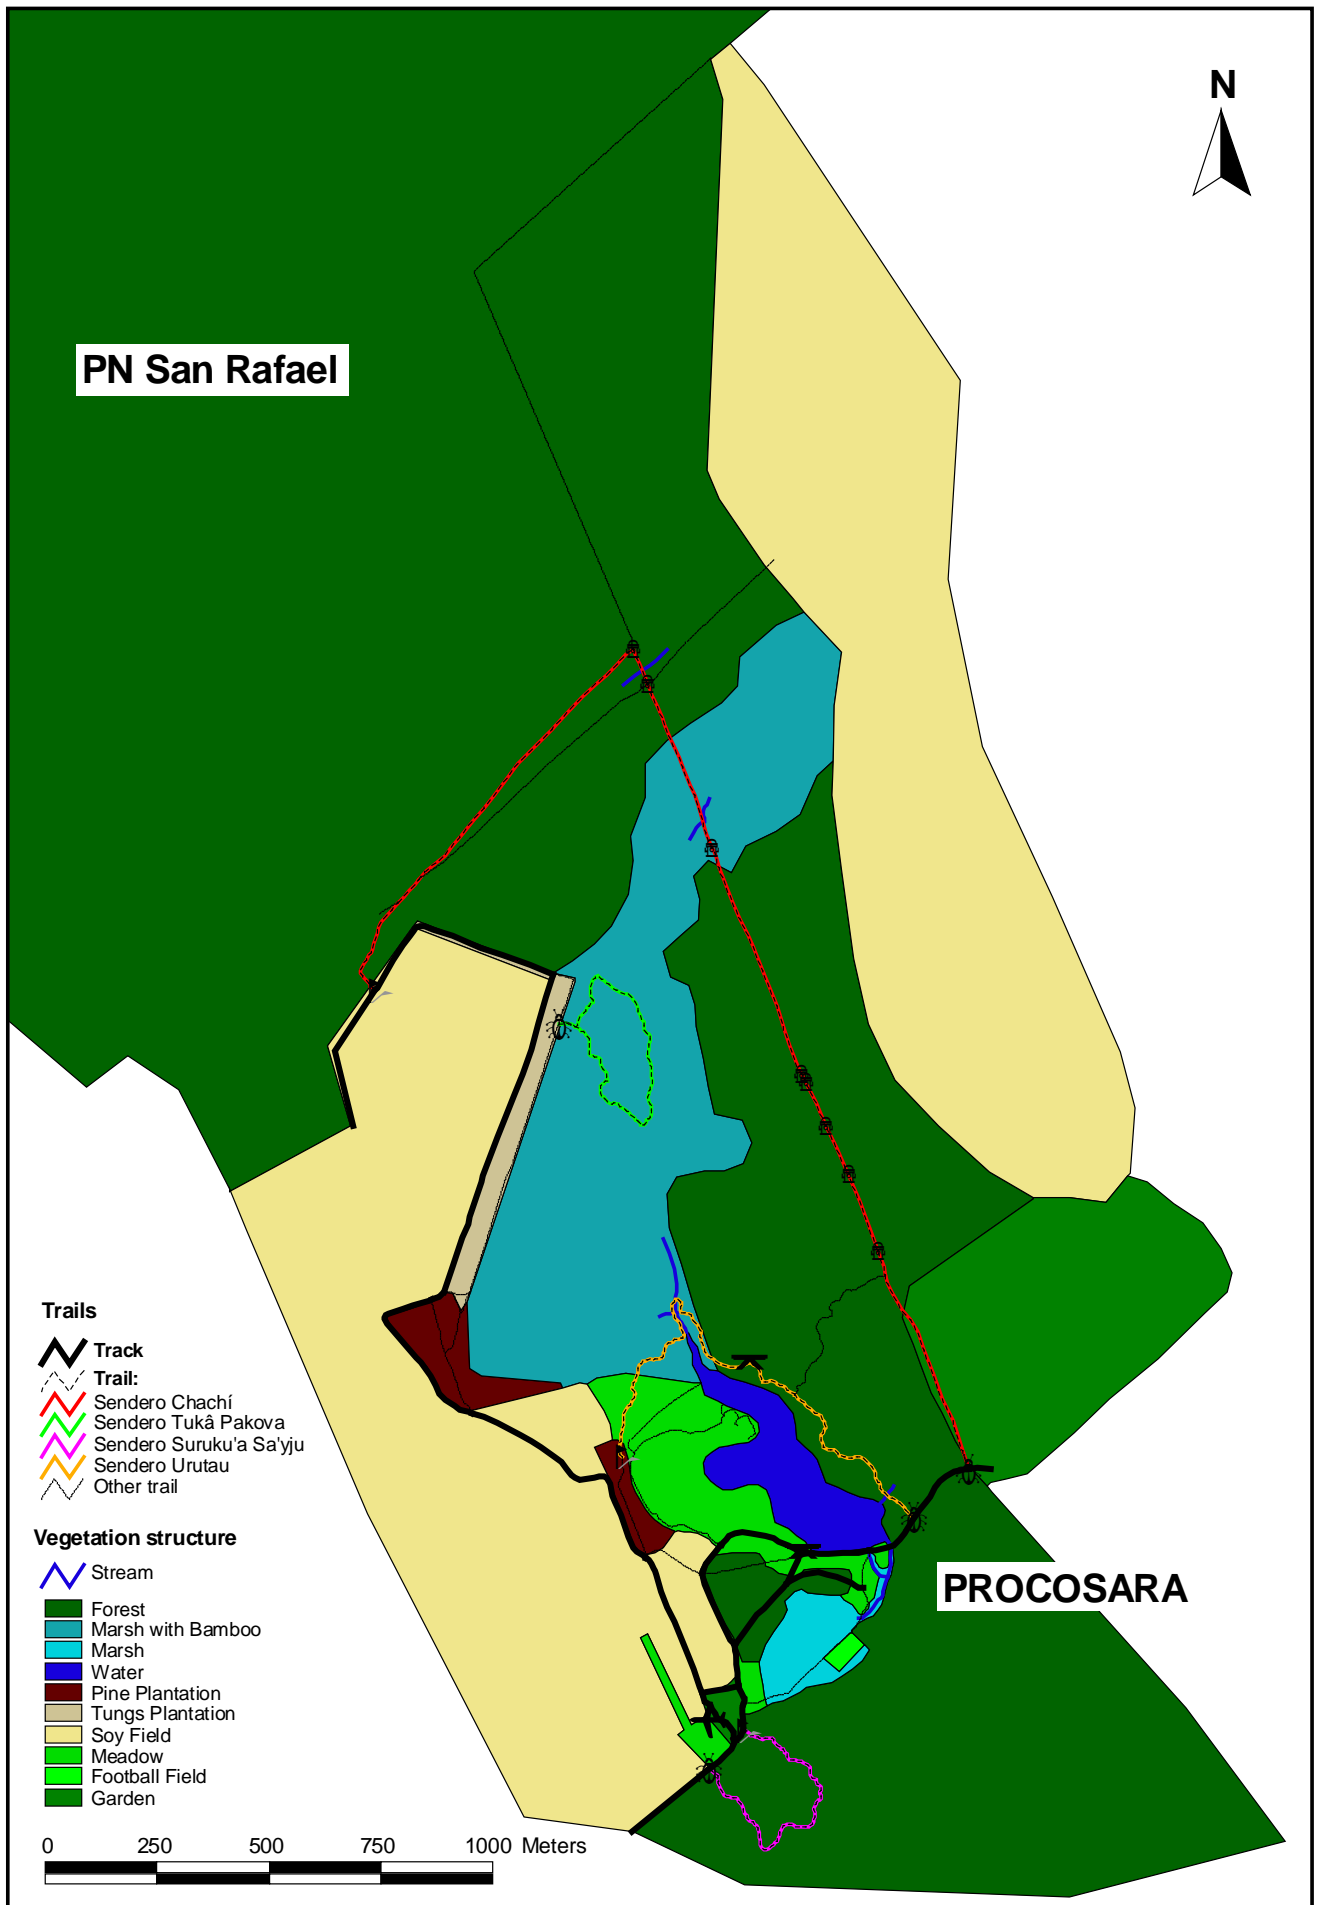 N
PN San Rafael
Trails
Track
Trail:
Sendero Chachí
Sendero Tukâ Pakova
Sendero Suruku'a Sa'yju
Sendero Urutau
Other trail
Vegetation structure
Stream
Forest
Marsh with Bamboo
Marsh
Water
Pine Plantation
Tungs Plantation
Soy Field
Meadow
Football Field
Garden
PROCOSARA
0 250 500 750 1000 Meters